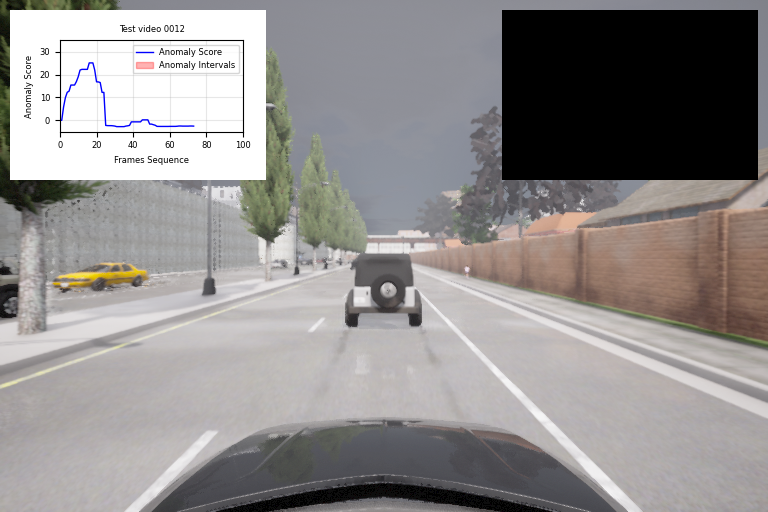 Test video 0012
Anomaly Score
30
20
10
0
Anomaly Score
Anomaly Intervals
0 20 40 60 80 100
Frames Sequence